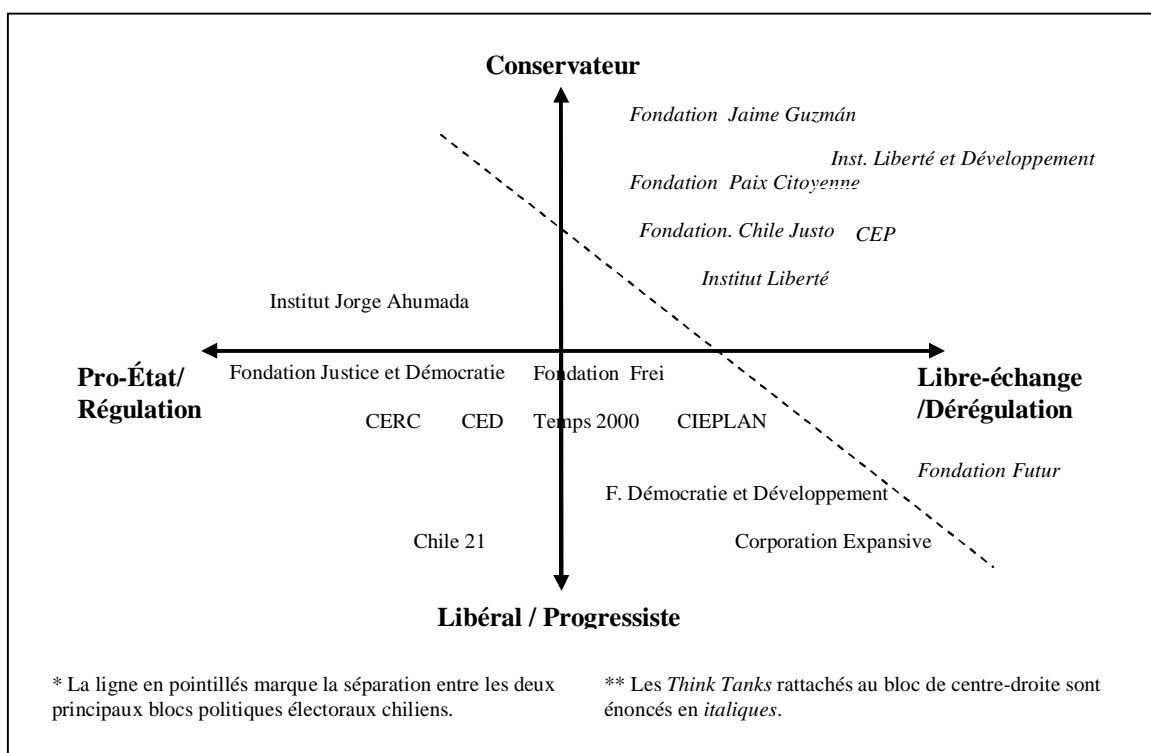 Conservateur
Fondation Jaime Guzmán
Inst. Liberté et Développement
Fondation Paix Citoyenne
Fondation. Chile Justo
CEP
Institut Liberté
Institut Jorge Ahumada
Pro-État/
Régulation
Fondation Justice et Démocratie
Fondation Frei
Libre-échange
/Dérégulation
CERC
CED
Temps 2000
CIEPLAN
Fondation Futur
F. Démocratie et Développement
Chile 21
Corporation Expansive
Libéral / Progressiste
* La ligne en pointillés marque la séparation entre les deux
principaux blocs politiques électoraux chiliens.
** Les Think Tanks rattachés au bloc de centre-droite sont
énoncés en italiques.